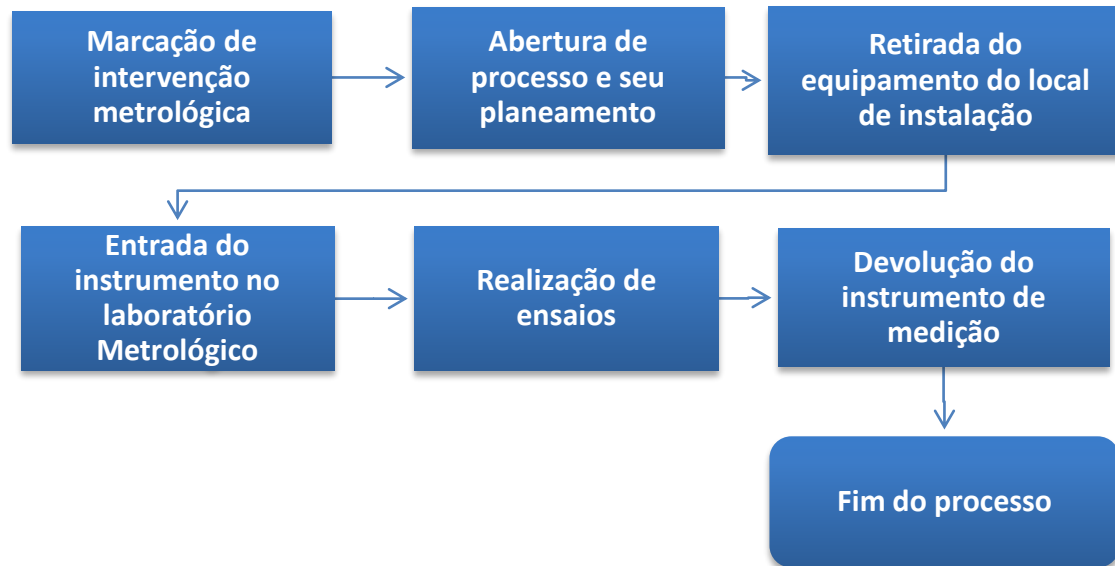 Marcação de
intervenção
metrológica
Abertura de
processo e seu
planeamento
Retirada do
equipamento do local
de instalação
Entrada do
instrumento no
laboratório
Metrológico
Realização de
ensaios
Devolução do
instrumento de
medição
Fim do processo